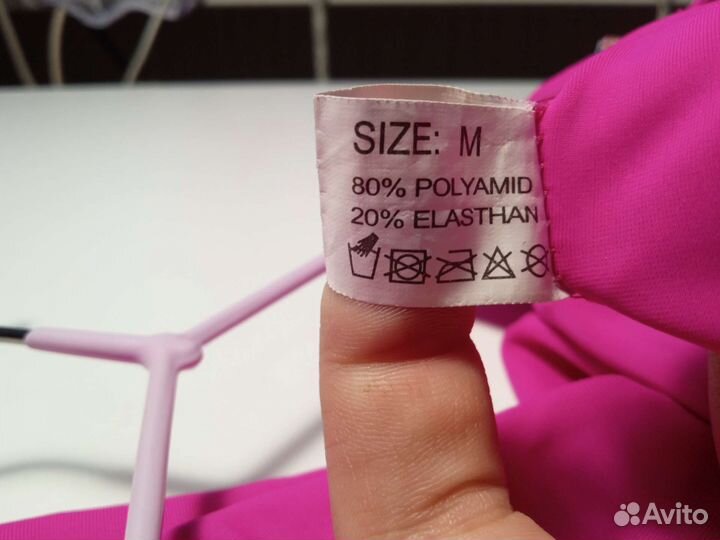 SIZE: M
80% POLYAMID
20% ELASTHAN
Avito